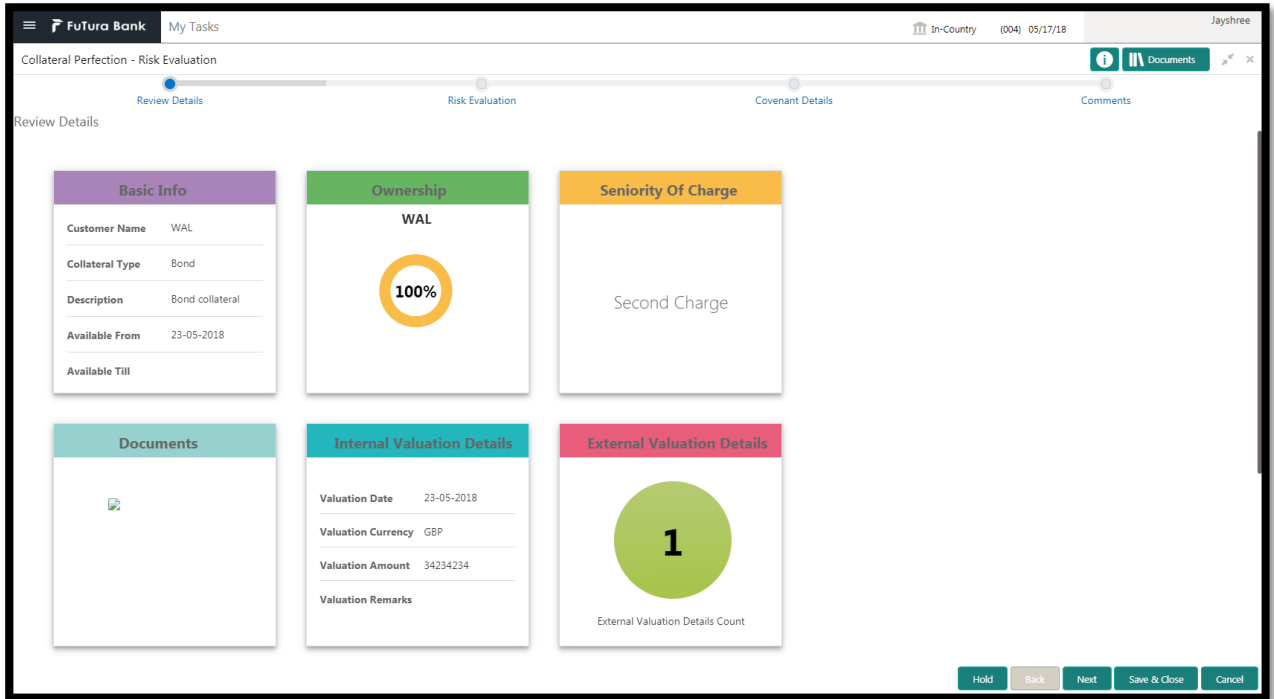 FuTura Bank My Tasks In-Country (004) 05/17/18 Jayshree
Collateral Perfection - Risk Evaluation Documents
Review Details Risk Evaluation Covenant Details Comments
Review Details
Basic Info
Customer Name WAL
Collateral Type Bond
Description Bond collateral
Available From 23-05-2018
Available Till
Ownership
WAL
100%
Seniority Of Charge
Second Charge
Documents
Internal Valuation Details
Valuation Date 23-05-2018
Valuation Currency GBP
Valuation Amount 34234234
Valuation Remarks
External Valuation Details
1
External Valuation Details Count
Hold Back Next Save & Close Cancel